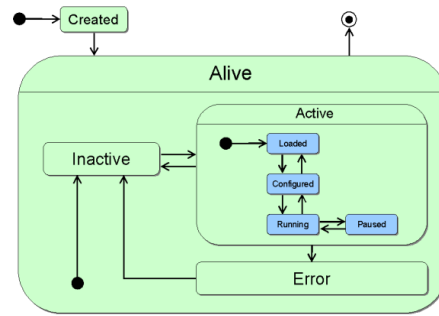 Created
Alive
Active
Inactive
Loaded
Configured
Running
Paused
Error